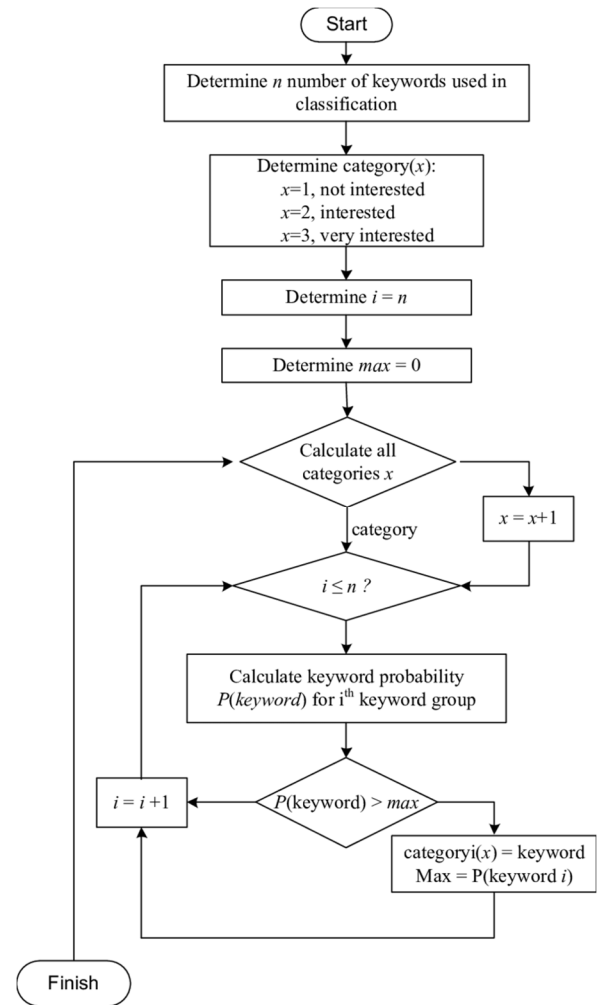 Start
Determine n number of keywords used in
classification
Determine category(x):
x=1, not interested
x=2, interested
x=3, very interested
Determine i = n
Determine max = 0
Calculate all
categories x
x = x+1
category
i ≤ n ?
Calculate keyword probability
P(keyword) for iᵗʰ keyword group
P(keyword) > max
i = i +1
categoryi(x) = keyword
Max = P(keyword i)
Finish